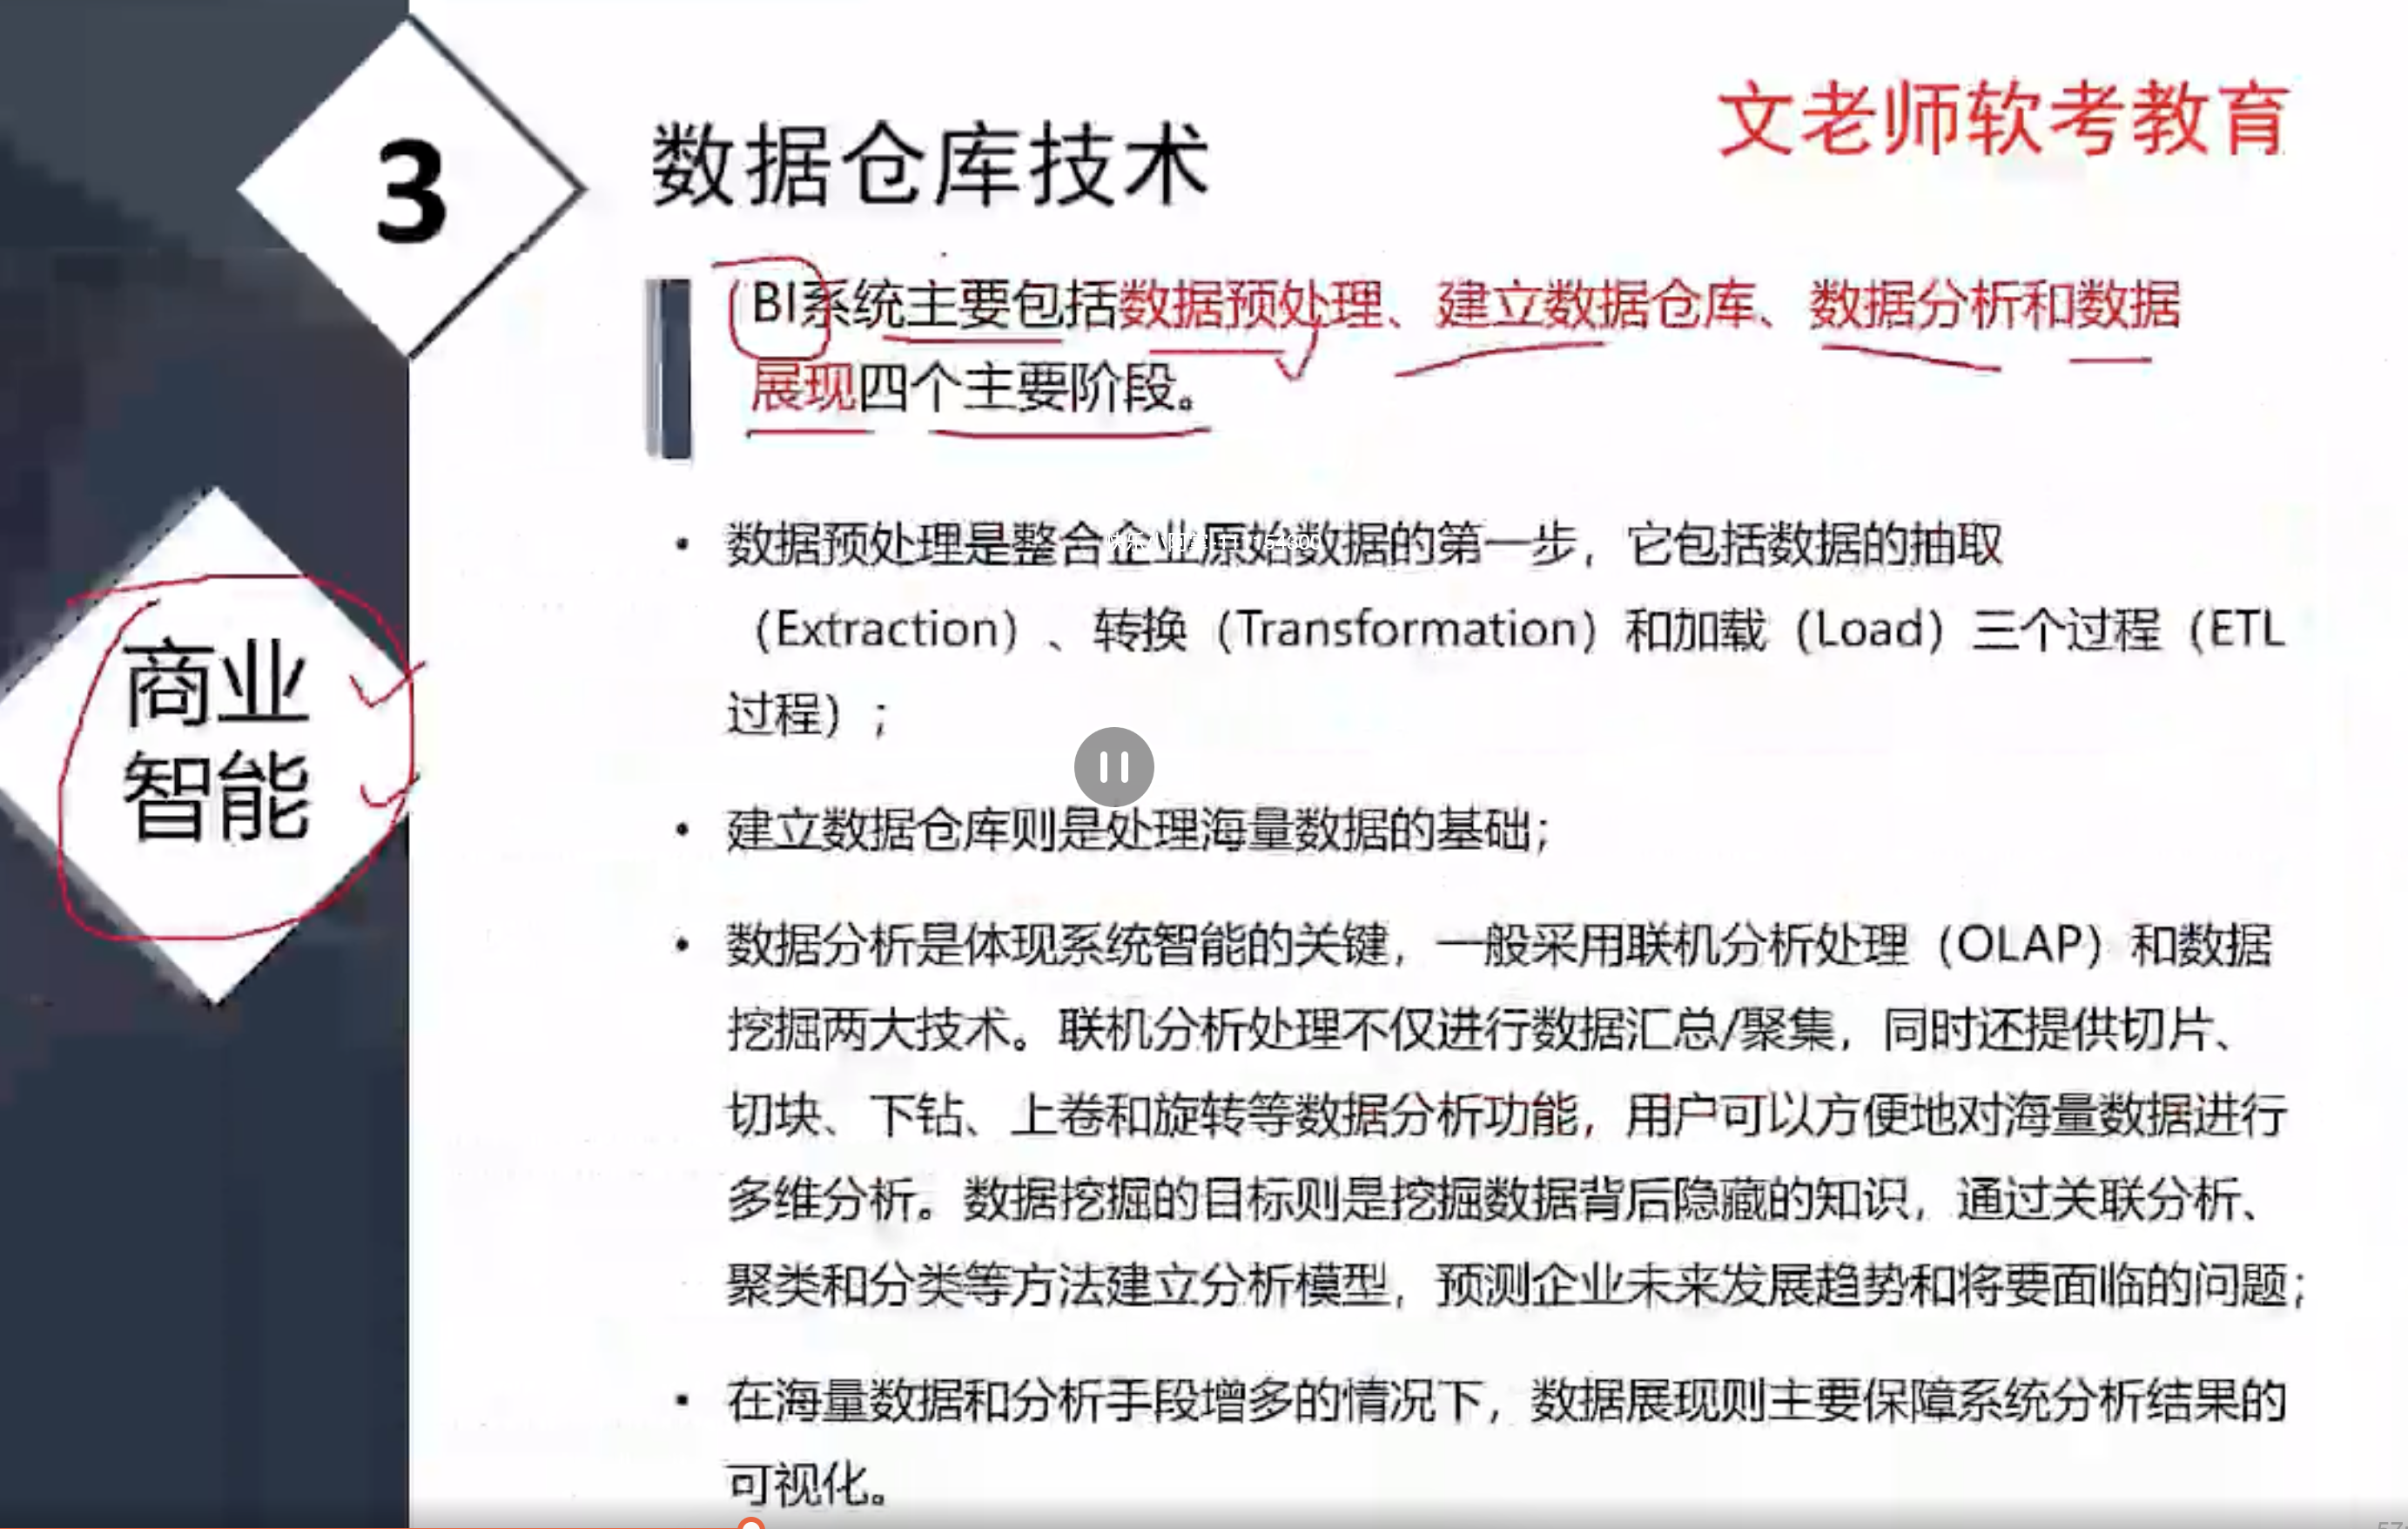 3
数据仓库技术
文老师软考教育
BI系统主要包括数据预处理、建立数据仓库、数据分析和数据
展现四个主要阶段。
商业
智能
• 数据预处理是整合企业原始数据的第一步，它包括数据的抽取
（Extraction）、转换（Transformation）和加载（Load）三个过程（ETL
过程）；
• 建立数据仓库则是处理海量数据的基础；
• 数据分析是体现系统智能的关键，一般采用联机分析处理（OLAP）和数据
挖掘两大技术。联机分析处理不仅进行数据汇总/聚集，同时还提供切片、
切块、下钻、上卷和旋转等数据分析功能，用户可以方便地对海量数据进行
多维分析。数据挖掘的目标则是挖掘数据背后隐藏的知识，通过关联分析、
聚类和分类等方法建立分析模型，预测企业未来发展趋势和将要面临的问题；
• 在海量数据和分析手段增多的情况下，数据展现则主要保障系统分析结果的
可视化。